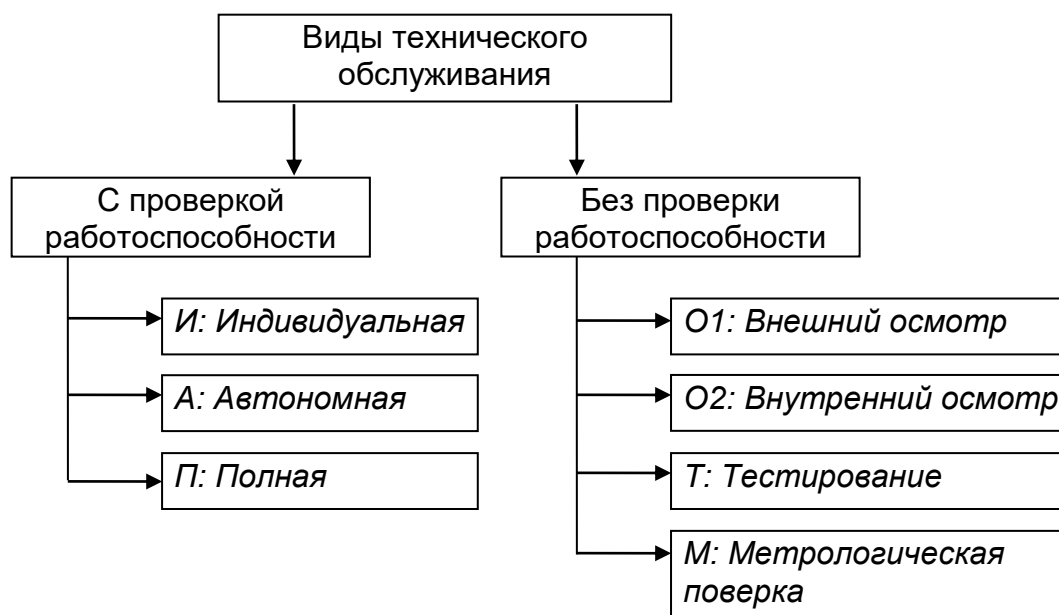 Виды технического
обслуживания
С проверкой
работоспособности
Без проверки
работоспособности
И: Индивидуальная
А: Автономная
П: Полная
О1: Внешний осмотр
О2: Внутренний осмотр
Т: Тестирование
М: Метрологическая
поверка